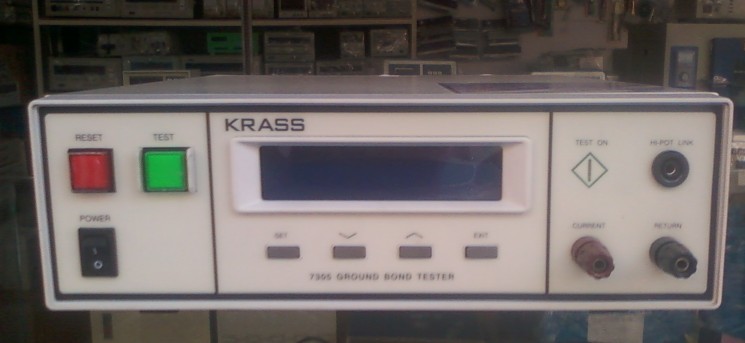 KRASS
RESET
TEST
TEST ON
HI-POT LINK
POWER
CURRENT
RETURN
SET
EXIT
7305 GROUND BOND TESTER